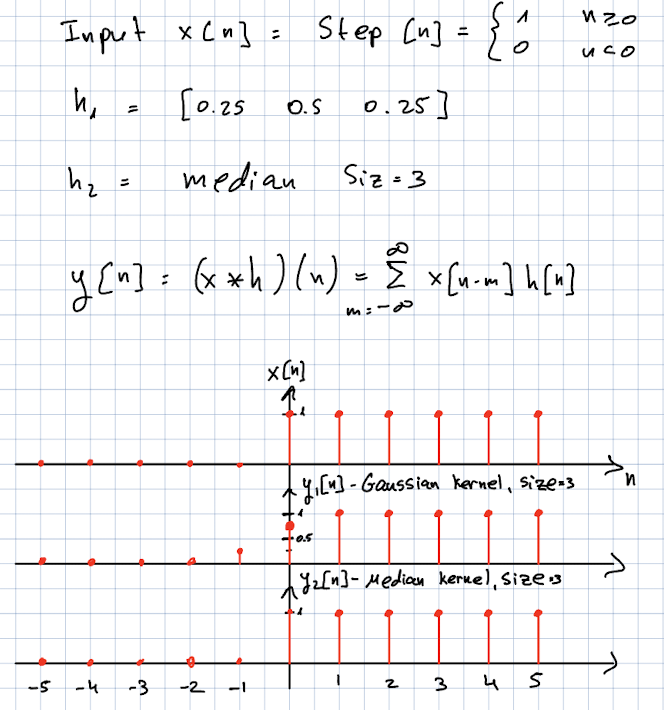 Input x[n] = Step [n] = { 1 n≥0
0 n<0
h₁ = [0.25 0.5 0.25]
h₂ = median Siz = 3
y[n] = (x * h)(n) = ∞ Σ m=-∞ x[n-m] h[n]
x[n]
1
n
y₁[n] - Gaussian kernel, size=3
1
0.5
y₂[n] - Median kernel, size=3
1
-5 -4 -3 -2 -1 1 2 3 4 5